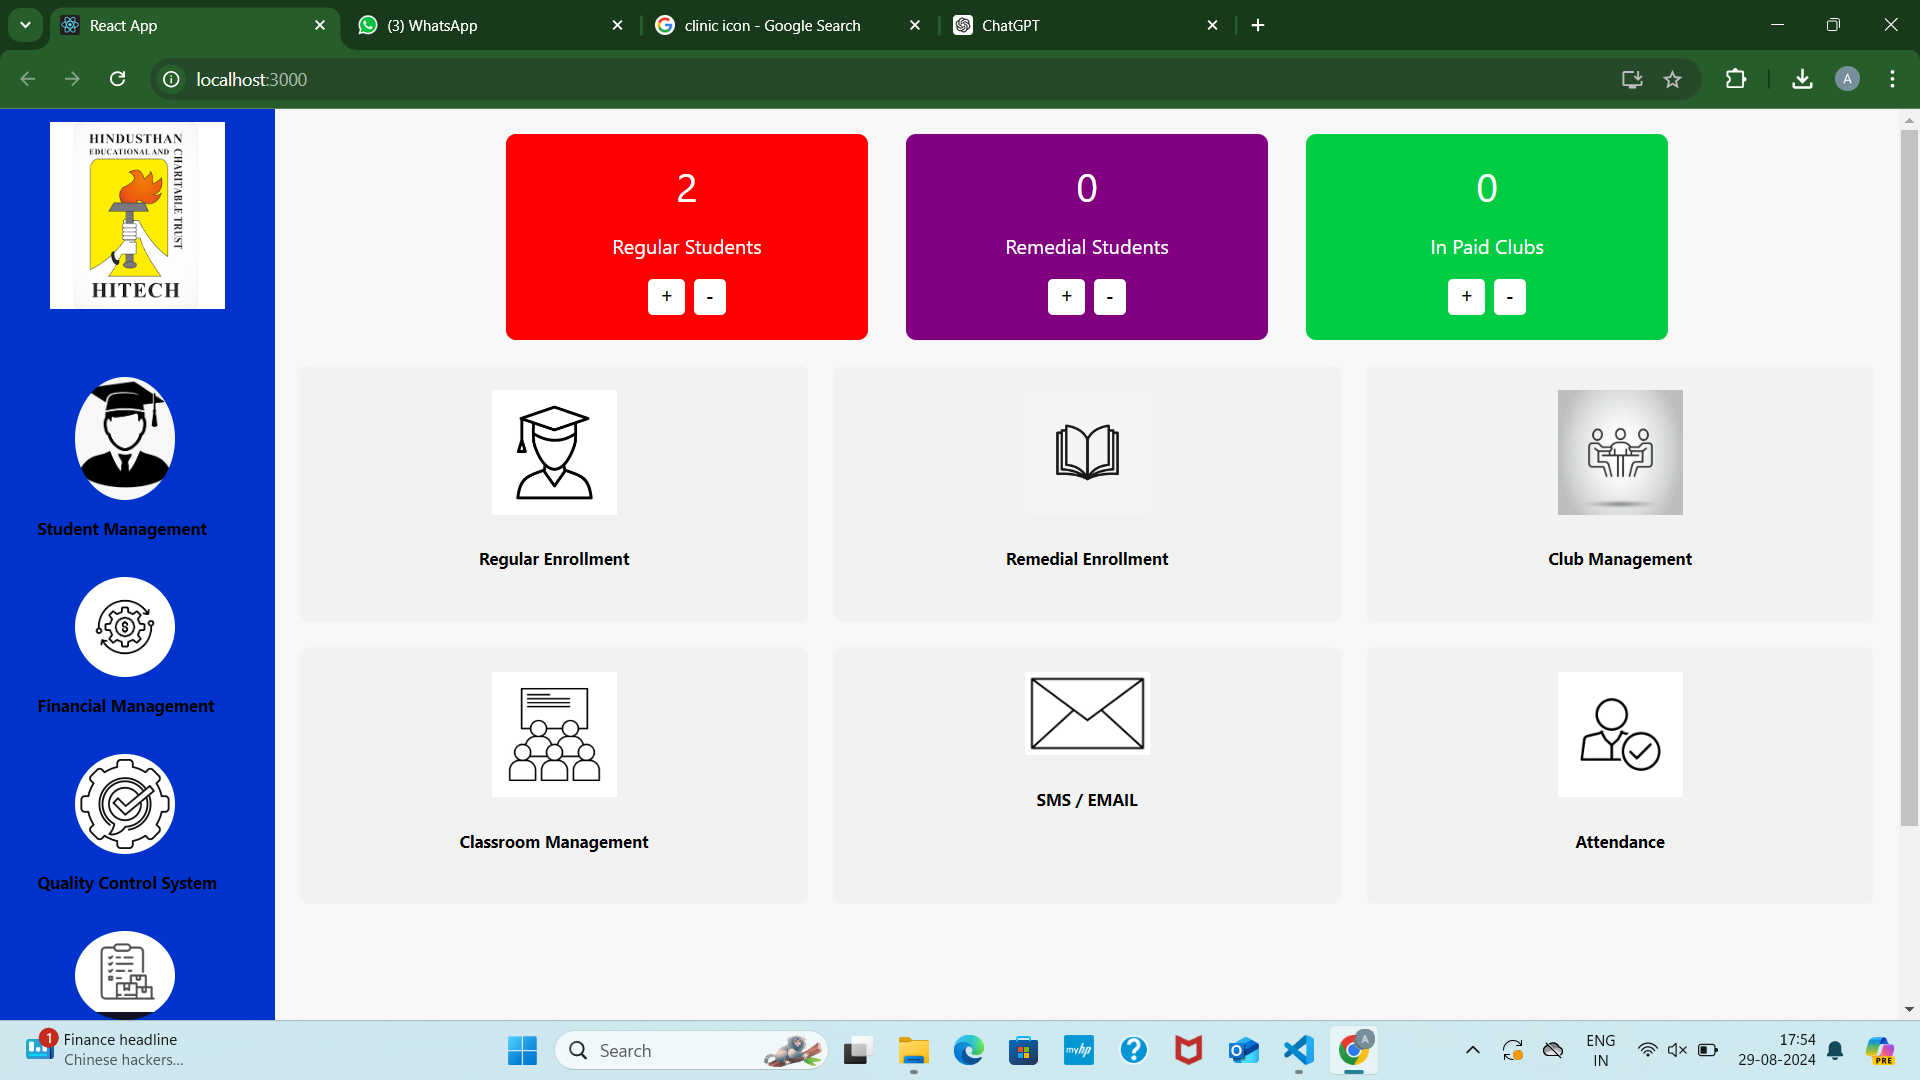 React App
(3) WhatsApp
clinic icon - Google Search
ChatGPT
localhost:3000
A
HINDUSTHAN
EDUCATIONAL AND
CHARITABLE TRUST
HITECH
Student Management
Financial Management
Quality Control System
2
Regular Students
+ -
0
Remedial Students
+ -
0
In Paid Clubs
+ -
Regular Enrollment
Remedial Enrollment
Club Management
Classroom Management
SMS / EMAIL
Attendance
1
Finance headline
Chinese hackers...
Search
myhp
A
ENG
IN
17:54
29-08-2024
PRE